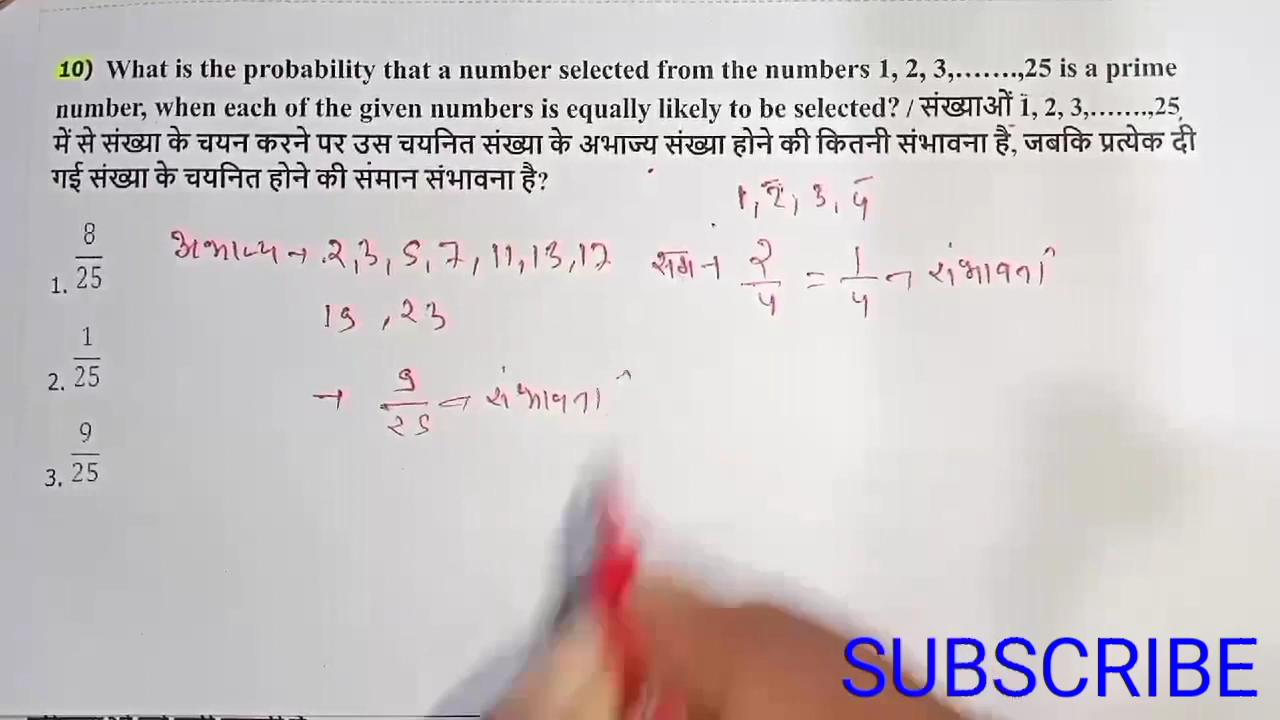 10) What is the probability that a number selected from the numbers 1, 2, 3,.......,25 is a prime
number, when each of the given numbers is equally likely to be selected? / संख्याओं 1, 2, 3,.......,25
में से संख्या के चयन करने पर उस चयनित संख्या के अभाज्य संख्या होने की कितनी संभावना हैं, जबकि प्रत्येक दी
गई संख्या के चयनित होने की संमान संभावना है?
1, 2, 3, 4
1. 8/25
अभाज्य → 2, 3, 5, 7, 11, 13, 17
19, 23
सम → 2/4 = 1/4 → संभावना
2. 1/25
→ 9/25 → संभावना
3. 9/25
SUBSCRIBE